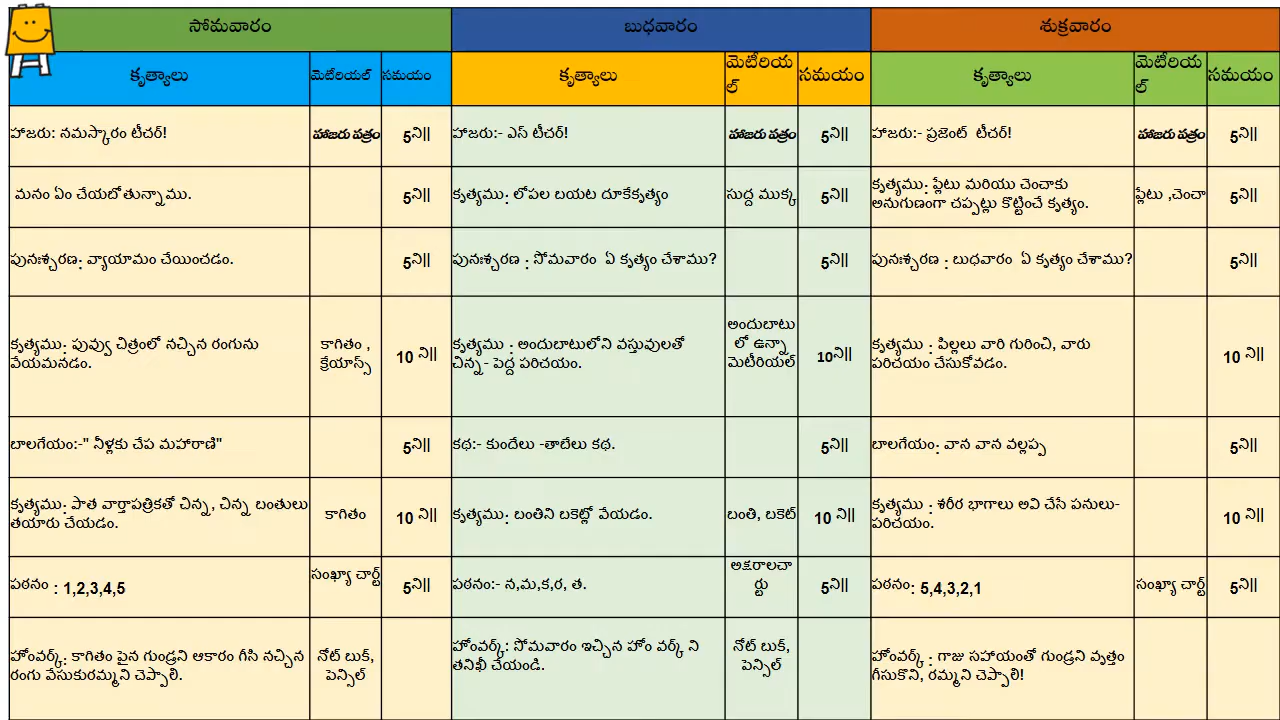 సోమవారం బుధవారం శుక్రవారం
కృత్యాలు మెటీరియల్ సమయం కృత్యాలు మెటీరియ
ల్ సమయం కృత్యాలు మెటీరియ
ల్ సమయం
హాజరు: నమస్కారం టీచర్! హాజరు పత్రం 5ని|| హాజరు:- ఎస్ టీచర్! హాజరు పత్రం 5ని|| హాజరు:- ప్రజెంట్ టీచర్! హాజరు పత్రం 5ని||
మనం ఏం చేయబోతున్నాము. 5ని|| కృత్యము: లోపల బయట దూకేకృత్యం సుద్ద ముక్క 5ని|| కృత్యము: ప్లేటు మరియు చెంచాకు
అనుగుణంగా చప్పట్లు కొట్టించే కృత్యం. ప్లేటు ,చెంచా 5ని||
పునఃశ్చరణ: వ్యాయామం చేయించడం. 5ని|| పునఃశ్చరణ : సోమవారం ఏ కృత్యం చేశాము? 5ని|| పునఃశ్చరణ : బుధవారం ఏ కృత్యం చేశాము? 5ని||
కృత్యము: పువ్వు చిత్రంలో నచ్చిన రంగును
వేయమనడం. కాగితం ,
క్రేయాన్స్ 10 ని|| కృత్యము : అందుబాటులోని వస్తువులతో
చిన్న- పెద్ద పరిచయం. అందుబాటు
లో ఉన్నా
మెటీరియల్ 10ని|| కృత్యము : పిల్లలు వారి గురించి, వారు
పరిచయం చేసుకోవడం. 10 ని||
బాలగేయం:-" నీళ్లకు చేప మహారాణి" 5ని|| కథ:- కుందేలు -తాబేలు కథ. 5ని|| బాలగేయం: వాన వాన వల్లప్ప 5ని||
కృత్యము: పాత వార్తాపత్రికతో చిన్న, చిన్న బంతులు
తయారు చేయడం. కాగితం 10 ని|| కృత్యము: బంతిని బకెట్లో వేయడం. బంతి, బకెట్ 10 ని|| కృత్యము : శరీర భాగాలు అవి చేసే పనులు-
పరిచయం. 10 ని||
పఠనం : 1,2,3,4,5 సంఖ్యా చార్ట్ 5ని|| పఠనం:- న,మ,క,ర, త. అక్షరాలచా
ర్టు 5ని|| పఠనం: 5,4,3,2,1 సంఖ్యా చార్ట్ 5ని||
హోంవర్క్: కాగితం పైన గుండ్రని ఆకారం గీసి నచ్చిన
రంగు వేసుకురమ్మని చెప్పాలి. నోట్ బుక్,
పెన్సిల్ హోంవర్క్: సోమవారం ఇచ్చిన హోం వర్క్ ని
తనిఖీ చేయండి. నోట్ బుక్,
పెన్సిల్ హోంవర్క్ : గాజు సహాయంతో గుండ్రని వృత్తం
గీసుకొని, రమ్మని చెప్పాలి!